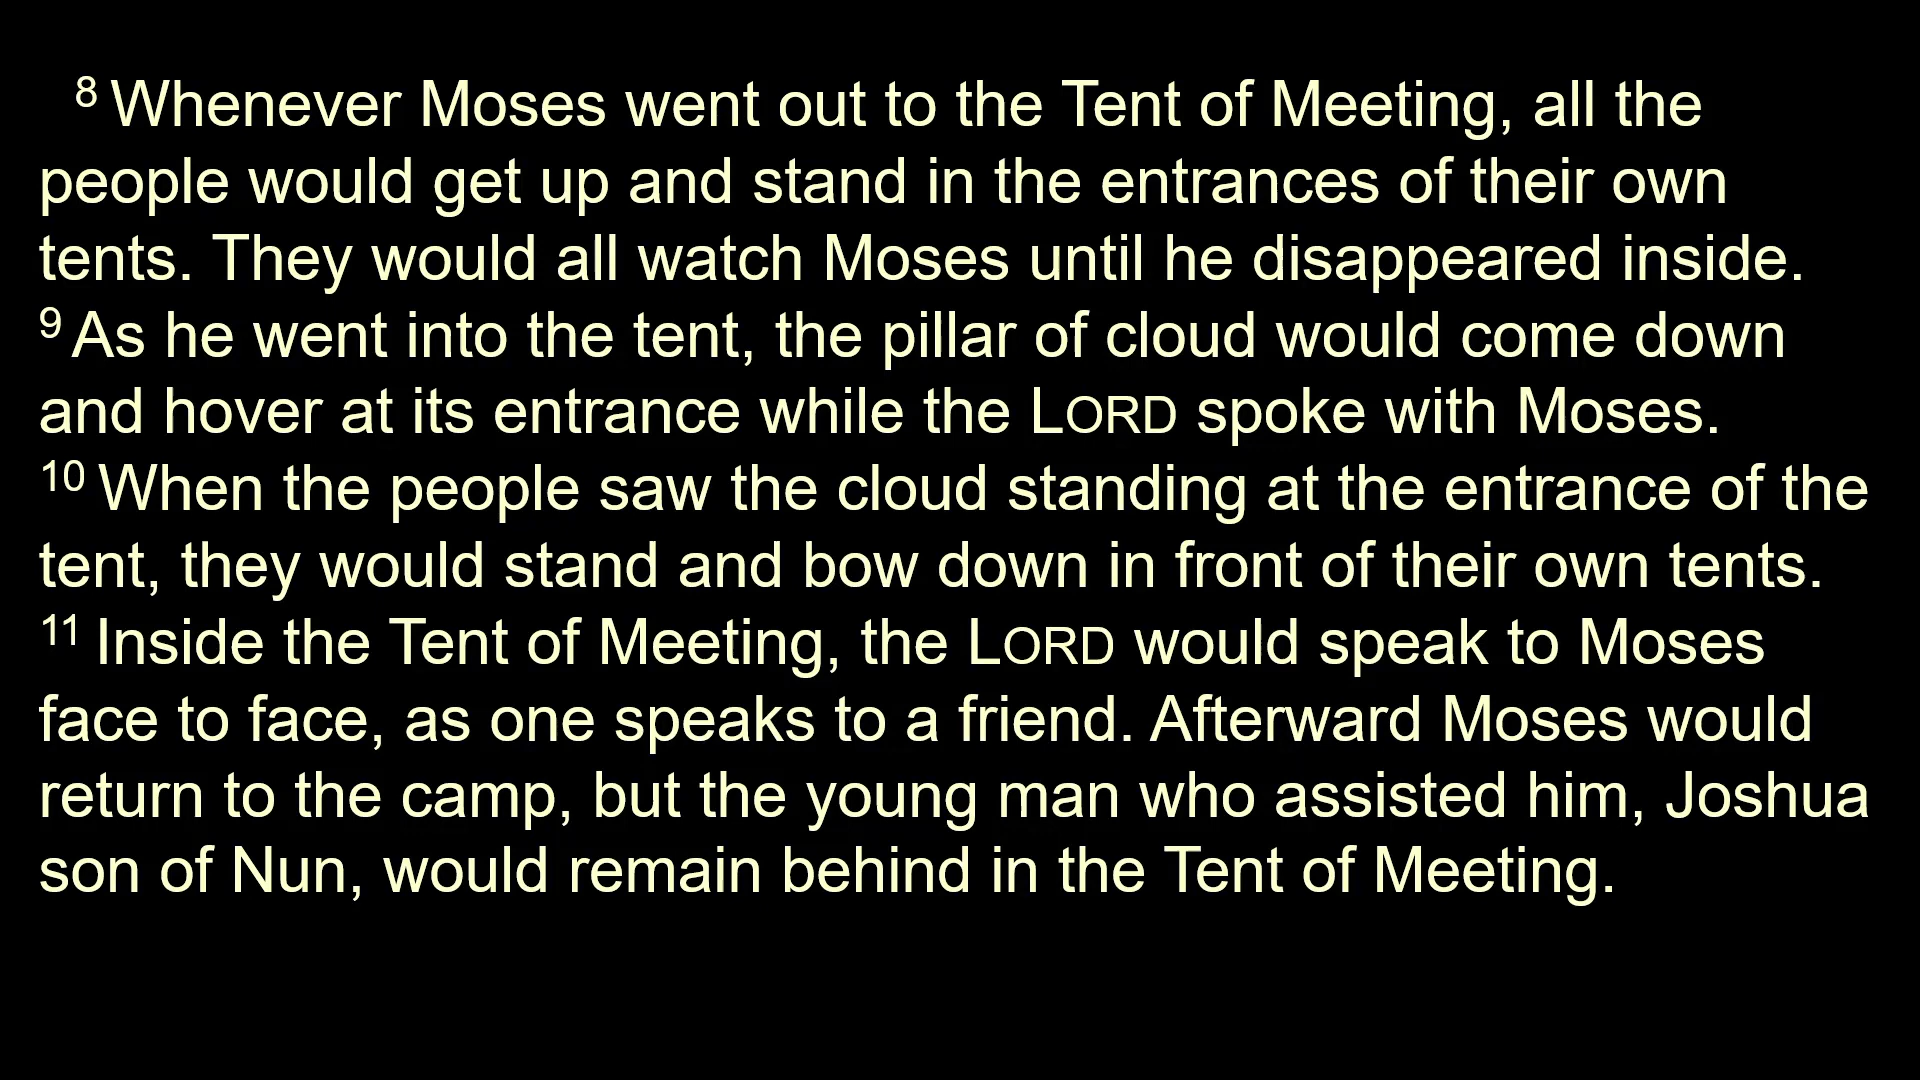 8 Whenever Moses went out to the Tent of Meeting, all the
people would get up and stand in the entrances of their own
tents. They would all watch Moses until he disappeared inside.
9 As he went into the tent, the pillar of cloud would come down
and hover at its entrance while the LORD spoke with Moses.
10 When the people saw the cloud standing at the entrance of the
tent, they would stand and bow down in front of their own tents.
11 Inside the Tent of Meeting, the LORD would speak to Moses
face to face, as one speaks to a friend. Afterward Moses would
return to the camp, but the young man who assisted him, Joshua
son of Nun, would remain behind in the Tent of Meeting.